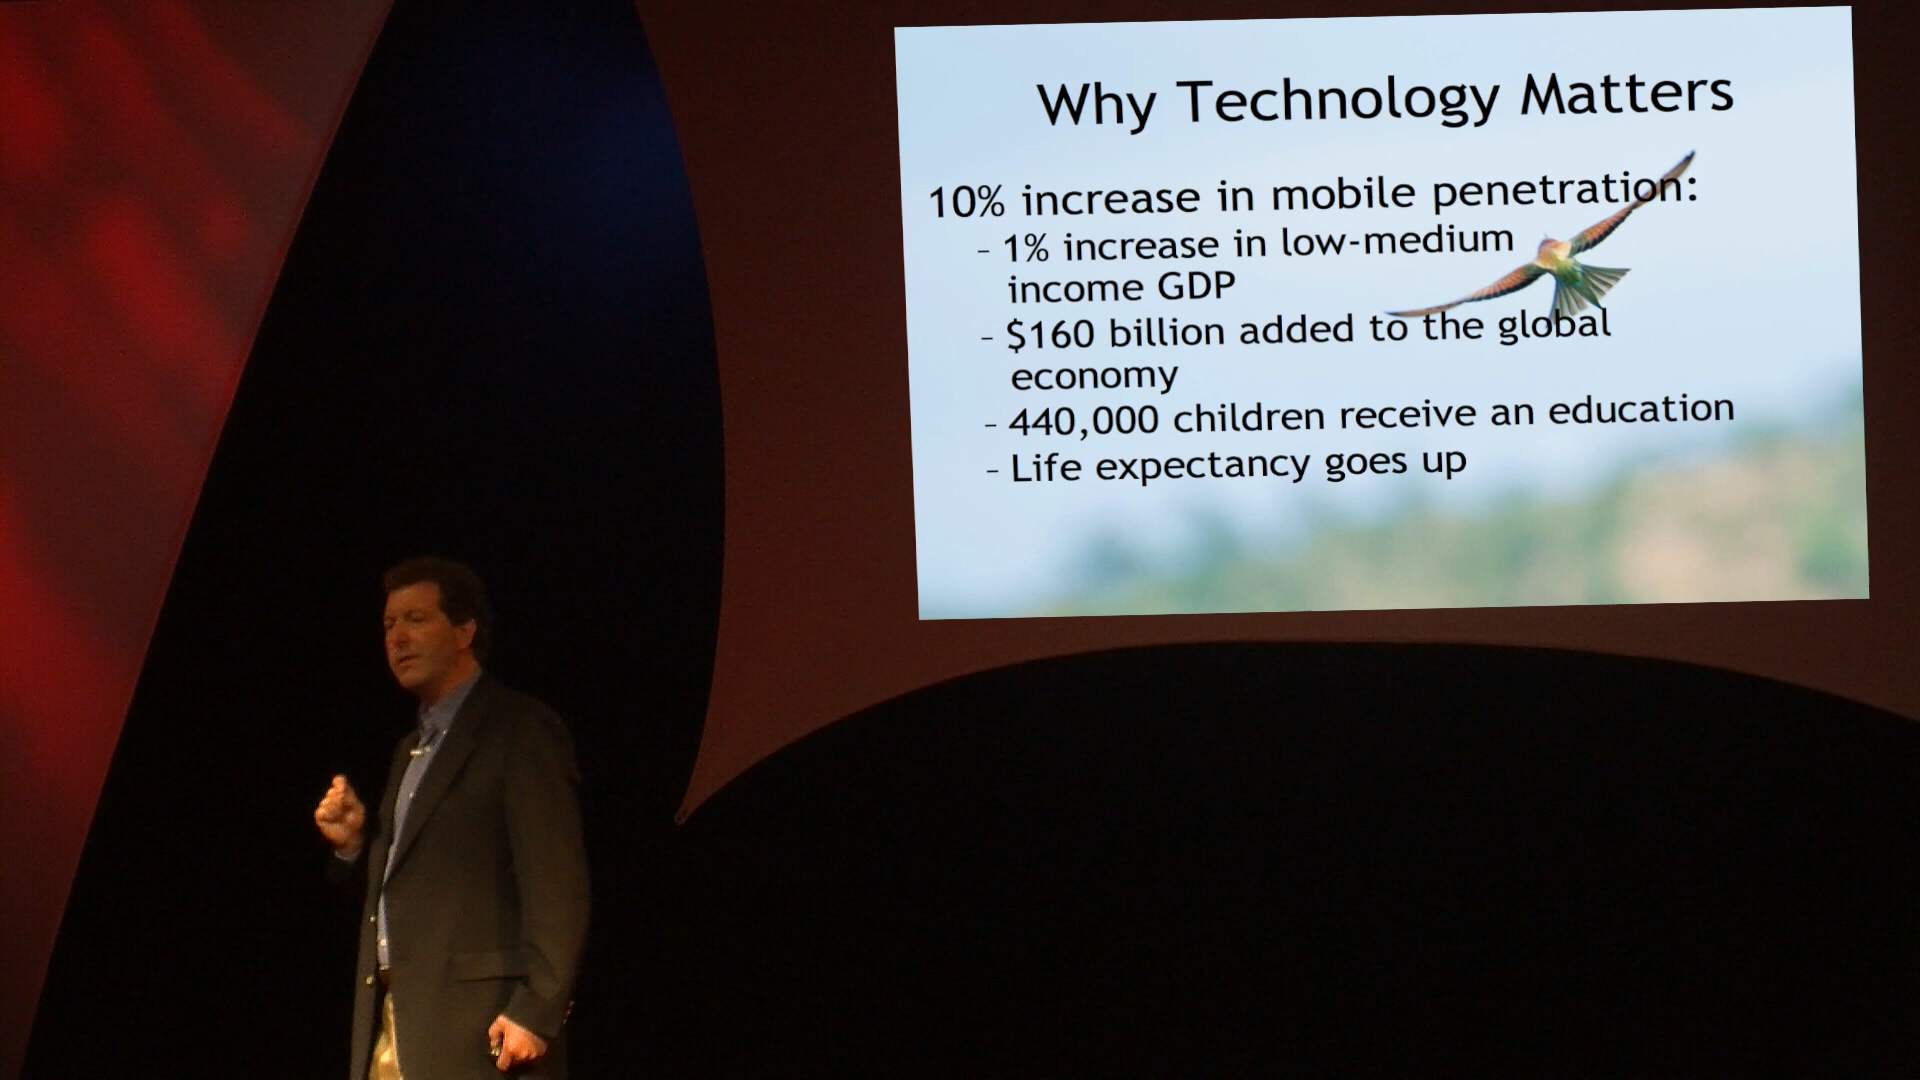 Why Technology Matters
10% increase in mobile penetration:
- 1% increase in low-medium
income GDP
- $160 billion added to the global
economy
- 440,000 children receive an education
- Life expectancy goes up